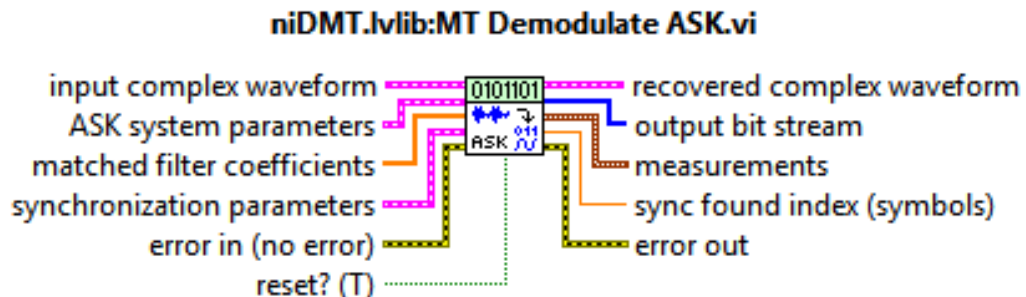 niDMT.lvlib:MT Demodulate ASK.vi
input complex waveform
ASK system parameters
matched filter coefficients
synchronization parameters
error in (no error)
reset? (T)
0101101
011
ASK
recovered complex waveform
output bit stream
measurements
sync found index (symbols)
error out